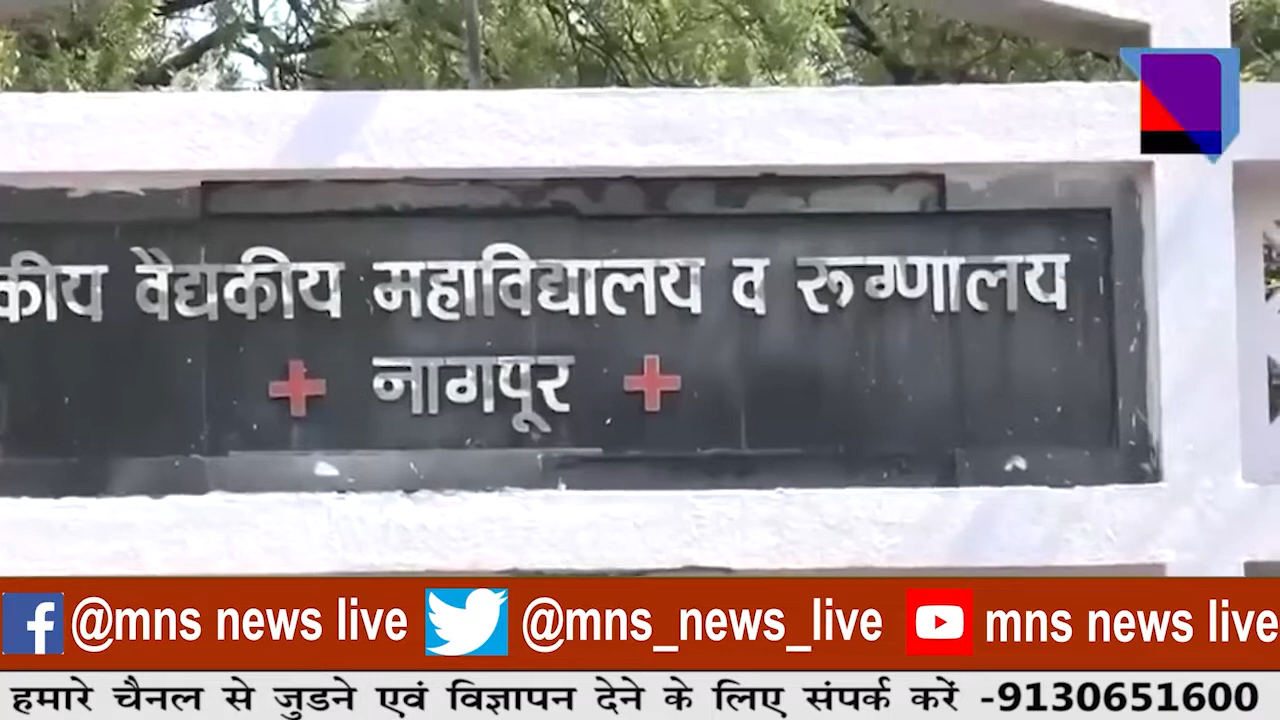 कीय वैद्यकीय महाविद्यालय व रुग्णालय
+ नागपूर +
@mns news live @mns_news_live mns news live
हमारे चैनल से जुडने एवं विज्ञापन देने के लिए संपर्क करें -9130651600